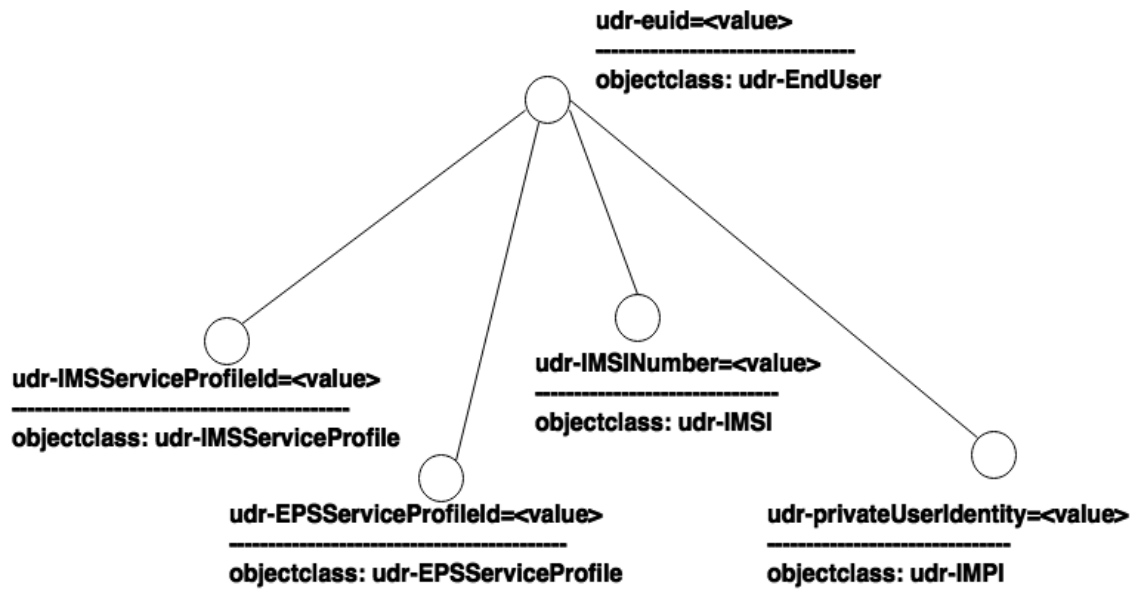 udr-euid=<value>
objectclass: udr-EndUser
udr-IMSServiceProfileId=<value>
objectclass: udr-IMSServiceProfile
udr-IMSINumber=<value>
objectclass: udr-IMSI
udr-EPSServiceProfileId=<value>
objectclass: udr-EPSServiceProfile
udr-privateUserIdentity=<value>
objectclass: udr-IMPI